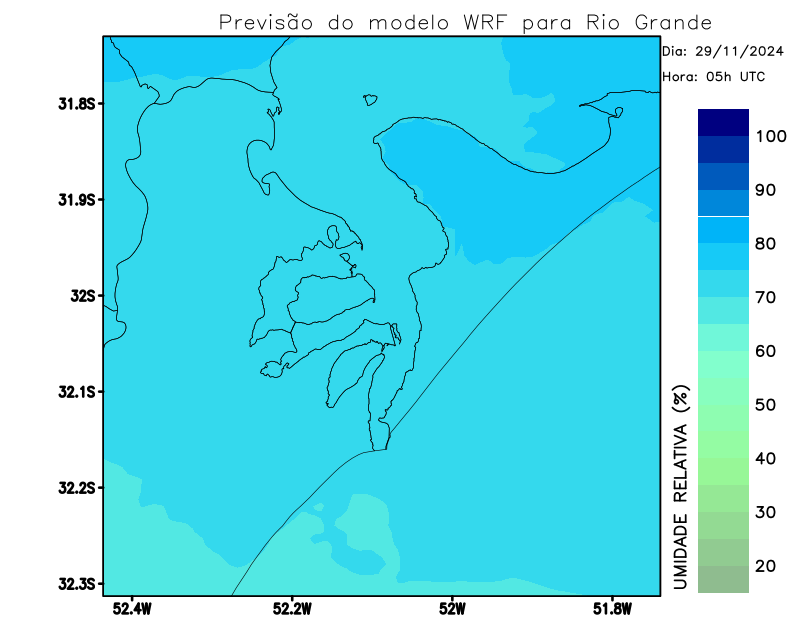 Previsão do modelo WRF para Rio Grande
Dia: 29/11/2024
Hora: 05h UTC
31.8S
31.9S
32S
32.1S
32.2S
32.3S
52.4W
52.2W
52W
51.8W
100
90
80
70
60
50
40
30
20
UMIDADE RELATIVA (%)